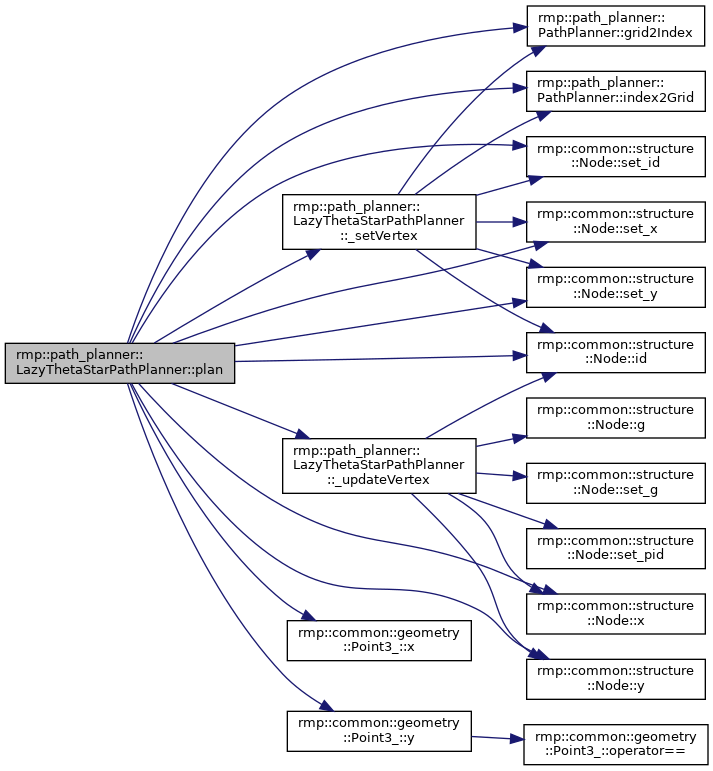 rmp::path_planner::
PathPlanner::grid2Index
rmp::path_planner::
PathPlanner::index2Grid
rmp::common::structure
::Node::set_id
rmp::path_planner::
LazyThetaStarPathPlanner
::_setVertex
rmp::common::structure
::Node::set_x
rmp::common::structure
::Node::set_y
rmp::common::structure
::Node::id
rmp::path_planner::
LazyThetaStarPathPlanner::plan
rmp::common::structure
::Node::g
rmp::path_planner::
LazyThetaStarPathPlanner
::_updateVertex
rmp::common::structure
::Node::set_g
rmp::common::structure
::Node::set_pid
rmp::common::structure
::Node::x
rmp::common::geometry
::Point3_::x
rmp::common::structure
::Node::y
rmp::common::geometry
::Point3_::y
rmp::common::geometry
::Point3_::operator==